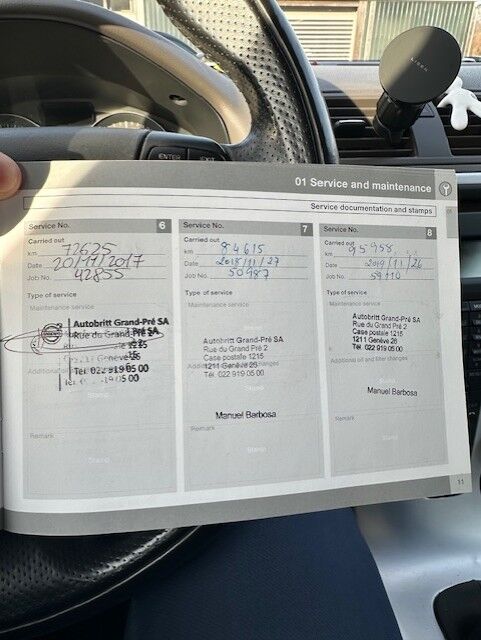 ENTER
01 Service and maintenance
Service documentation and stamps
Service No. 6
Carried out
km 72625
Date 20/11/2017
Job No. 42855
Type of service
Maintenance service
Autobritt Grand-Pré SA
Rue du Grand Pré
Tél. 022 919 05 00
Remark
Stamp
Service No. 7
Carried out
km 84615
Date 2018/11/27
Job No. 50987
Type of service
Maintenance service
Stamp
Autobritt Grand-Pré SA
Rue du Grand Pré 2
Case postale 1215
1211 Genève 26
Tél. 022 919 05 00
Manuel Barbosa
Remark
Stamp
Service No. 8
Carried out
km 95958
Date 2019/11/26
Job No. 59110
Type of service
Maintenance service
Autobritt Grand-Pré SA
Rue du Grand Pré 2
Case postale 1215
1211 Genève 26
Tél. 022 919 05 00
Additional oil and filter changes
Manuel Barbosa
Remark
Stamp
11